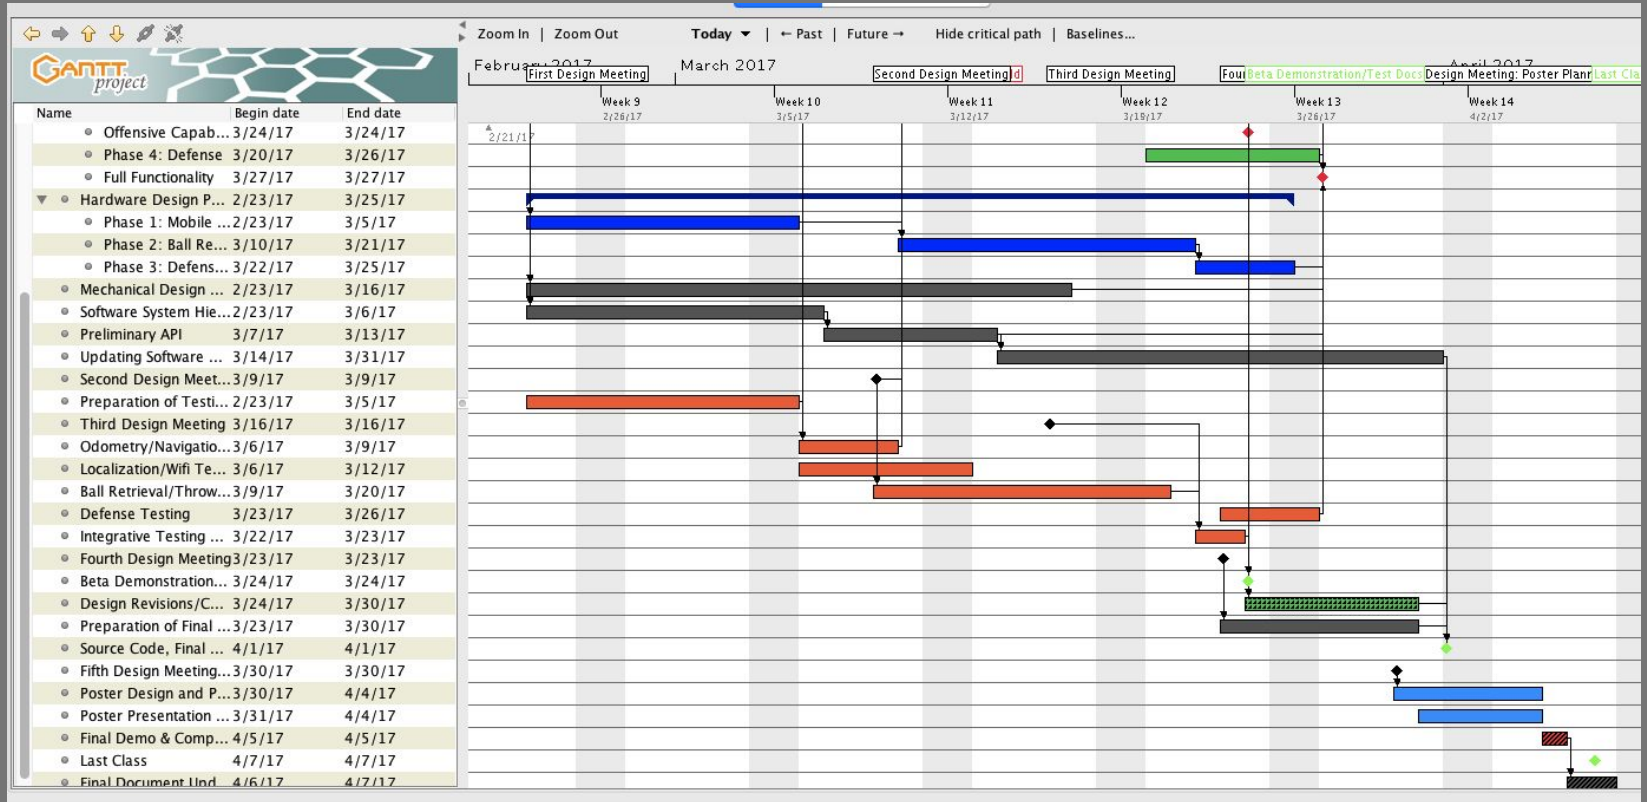 Zoom In | Zoom Out Today ▼ | ← Past | Future → Hide critical path | Baselines...
GANTT project
February 2017 March 2017 April 2017
First Design Meeting Second Design Meeting Third Design Meeting Fou Beta Demonstration/Test Docs Design Meeting: Poster Plann Last Cla
Week 9 Week 10 Week 11 Week 12 Week 13 Week 14
2/26/17 3/5/17 3/12/17 3/19/17 3/26/17 4/2/17
2/21/17
Name Begin date End date
Offensive Capab... 3/24/17 3/24/17
Phase 4: Defense 3/20/17 3/26/17
Full Functionality 3/27/17 3/27/17
Hardware Design P... 2/23/17 3/25/17
Phase 1: Mobile ... 2/23/17 3/5/17
Phase 2: Ball Re... 3/10/17 3/21/17
Phase 3: Defens... 3/22/17 3/25/17
Mechanical Design ... 2/23/17 3/16/17
Software System Hie... 2/23/17 3/6/17
Preliminary API 3/7/17 3/13/17
Updating Software ... 3/14/17 3/31/17
Second Design Meet... 3/9/17 3/9/17
Preparation of Testi... 2/23/17 3/5/17
Third Design Meeting 3/16/17 3/16/17
Odometry/Navigatio... 3/6/17 3/9/17
Localization/Wifi Te... 3/6/17 3/12/17
Ball Retrieval/Throw... 3/9/17 3/20/17
Defense Testing 3/23/17 3/26/17
Integrative Testing ... 3/22/17 3/23/17
Fourth Design Meeting 3/23/17 3/23/17
Beta Demonstration... 3/24/17 3/24/17
Design Revisions/C... 3/24/17 3/30/17
Preparation of Final ... 3/23/17 3/30/17
Source Code, Final ... 4/1/17 4/1/17
Fifth Design Meeting... 3/30/17 3/30/17
Poster Design and P... 3/30/17 4/4/17
Poster Presentation ... 3/31/17 4/4/17
Final Demo & Comp... 4/5/17 4/5/17
Last Class 4/7/17 4/7/17
Final Document Upd 4/6/17 4/7/17